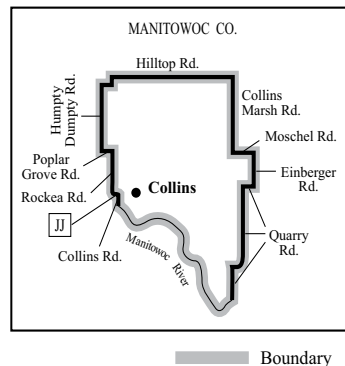 MANITOWOC CO.
Hilltop Rd.
Humpty
Dumpty Rd.
Collins
Marsh Rd.
Moschel Rd.
Poplar
Grove Rd.
Einberger
Rd.
Rockea Rd.
Collins
JJ
Collins Rd.
Manitowoc
River
Quarry
Rd.
Boundary